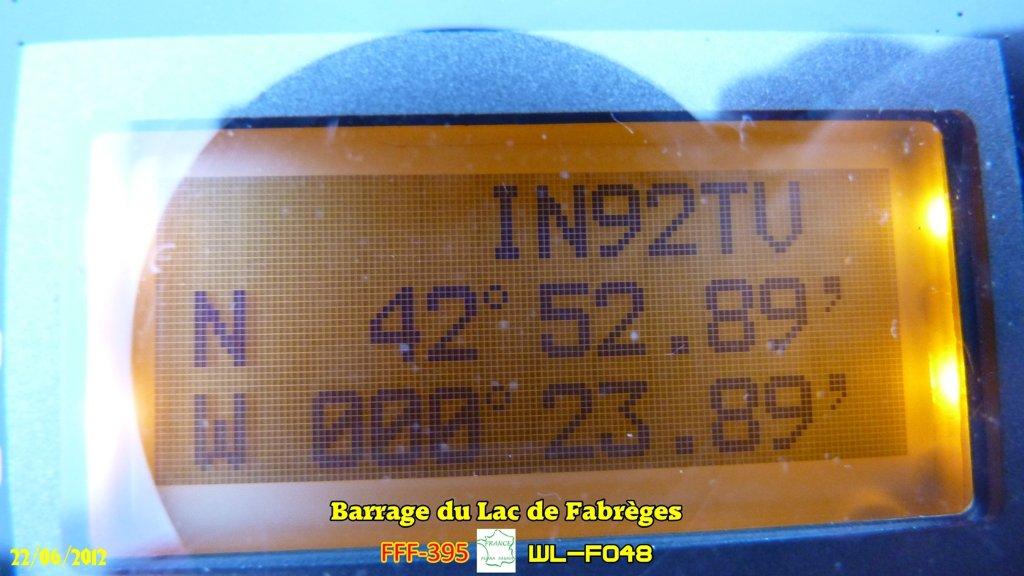 IN92TV
N 42° 52.89'
W 000° 23.89'
Barrage du Lac de Fabrèges
22/06/2012 FFF-395 FRANCE WL-F048